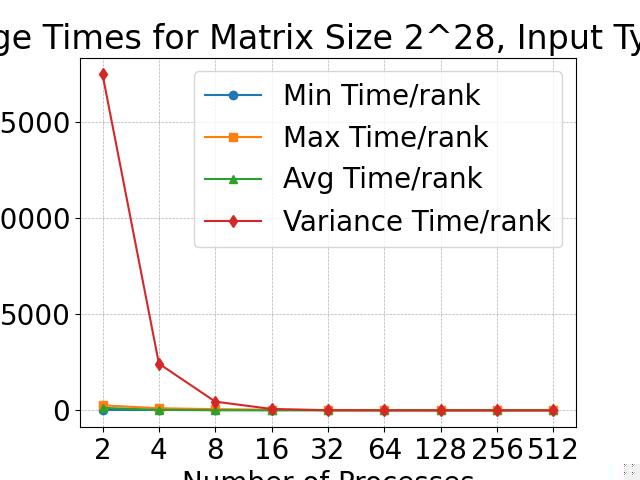 ge Times for Matrix Size 2^28, Input Ty
Min Time/rank
Max Time/rank
Avg Time/rank
Variance Time/rank
5000
0000
5000
0
2 4 8 16 32 64 128 256 512
Number of Processes